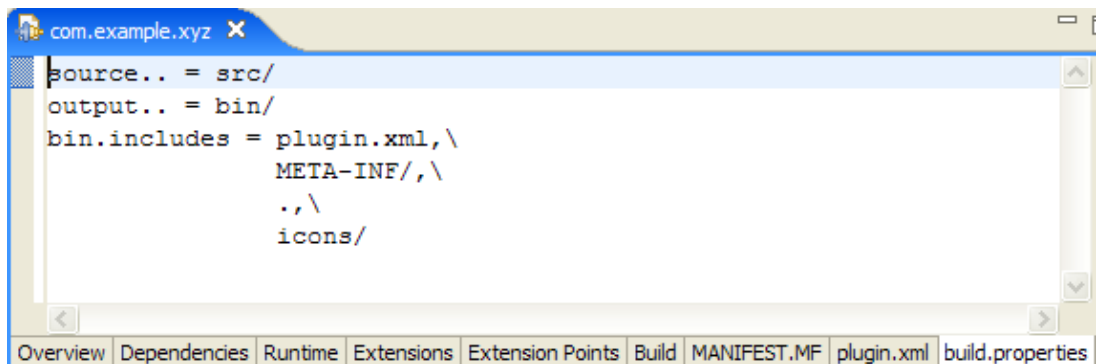 com.example.xyz
source.. = src/
output.. = bin/
bin.includes = plugin.xml,\
META-INF/,\
.,\
icons/
Overview Dependencies Runtime Extensions Extension Points Build MANIFEST.MF plugin.xml build.properties